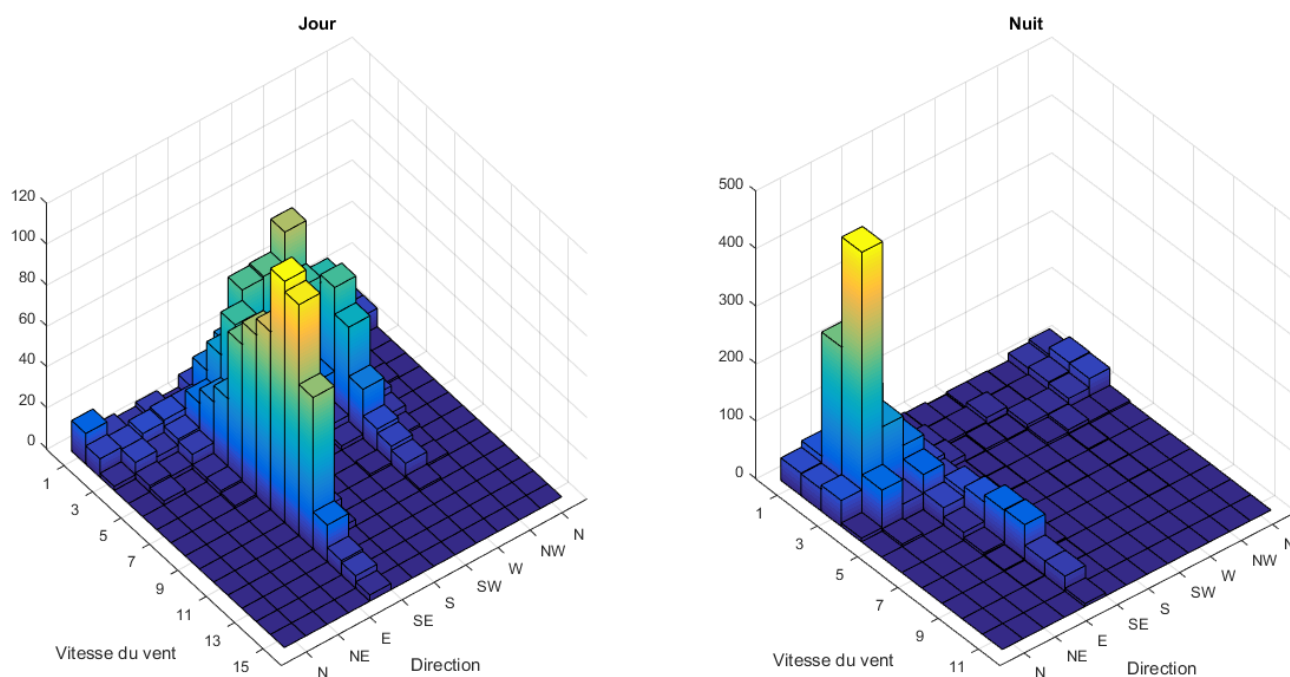 Jour
120
100
80
60
40
20
0
1
3
5
7
9
11
13
15
Vitesse du vent
N
NE
E
SE
S
SW
W
NW
N
Direction
Nuit
500
400
300
200
100
0
1
3
5
7
9
11
Vitesse du vent
N
NE
E
SE
S
SW
W
NW
N
Direction